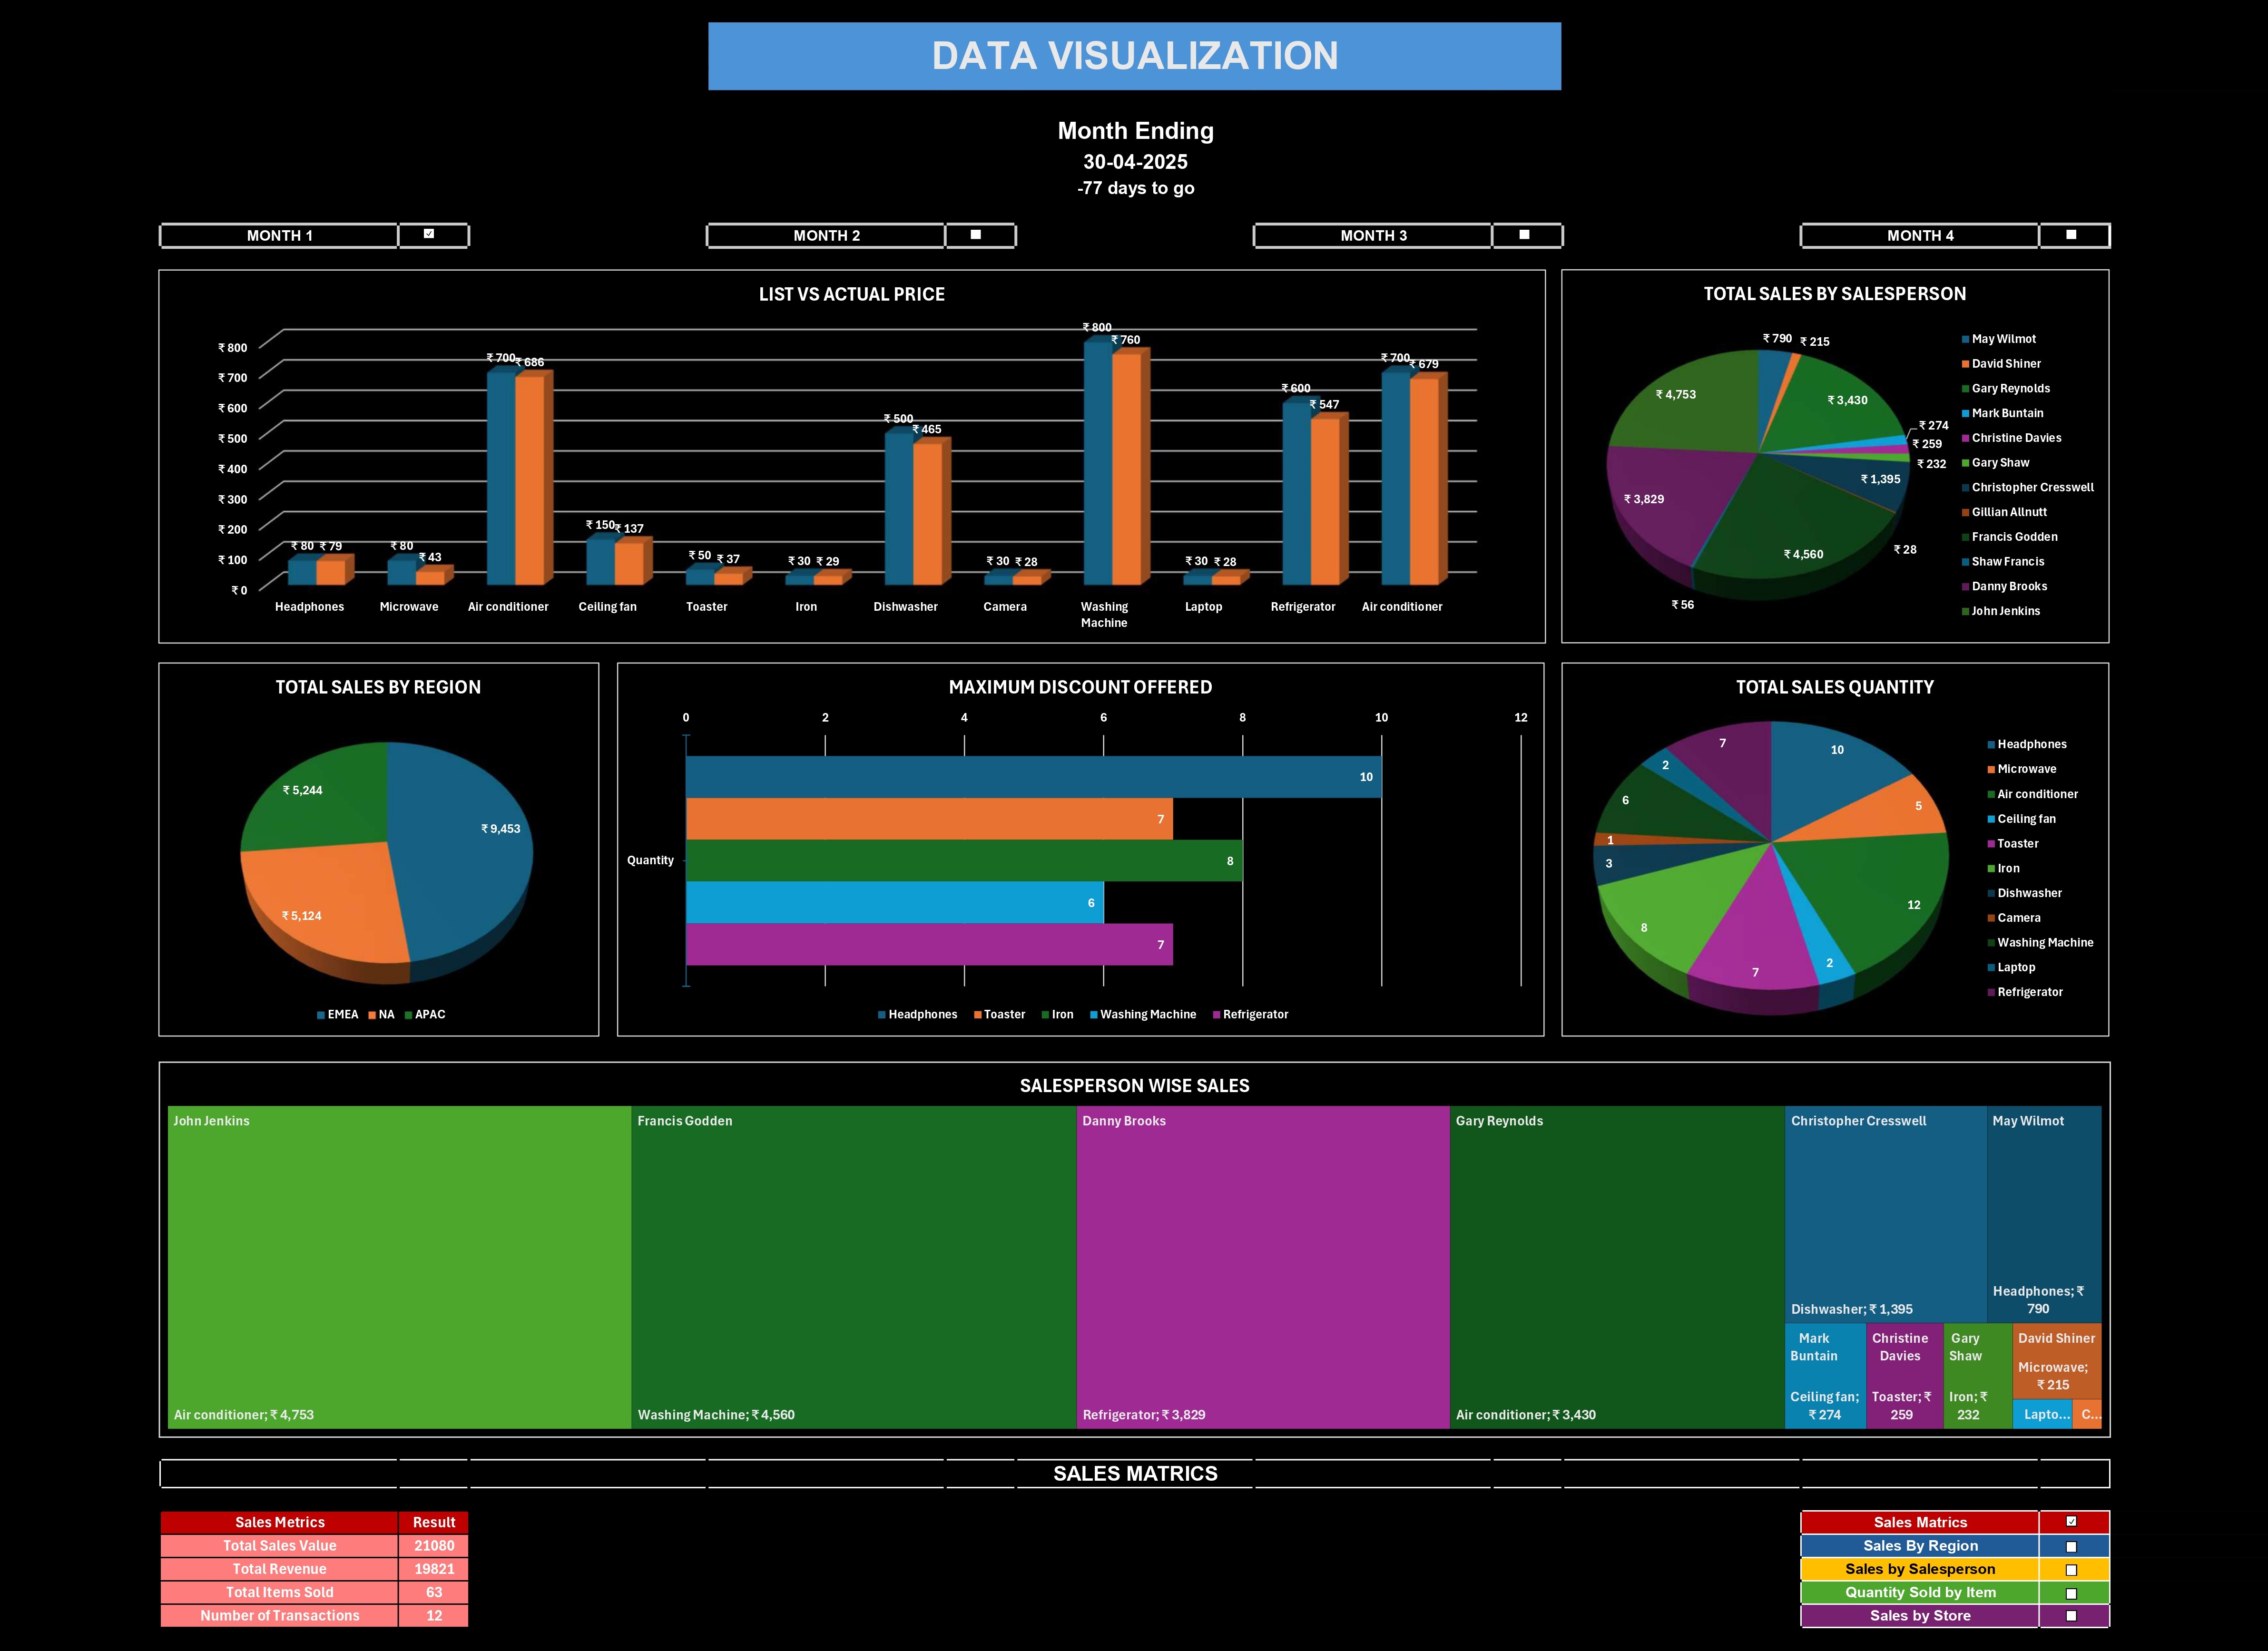 DATA VISUALIZATION
Month Ending
30-04-2025
-77 days to go
MONTH 1
MONTH 2
MONTH 3
MONTH 4
LIST VS ACTUAL PRICE
₹ 800
₹ 700
₹ 600
₹ 500
₹ 400
₹ 300
₹ 200
₹ 100
₹ 0
₹ 80 ₹ 79
₹ 80 ₹ 43
₹ 700 ₹ 686
₹ 150 ₹ 137
₹ 50 ₹ 37
₹ 30 ₹ 29
₹ 500 ₹ 465
₹ 30 ₹ 28
₹ 800 ₹ 760
₹ 30 ₹ 28
₹ 600 ₹ 547
₹ 700 ₹ 679
Headphones
Microwave
Air conditioner
Ceiling fan
Toaster
Iron
Dishwasher
Camera
Washing
Machine
Laptop
Refrigerator
Air conditioner
TOTAL SALES BY SALESPERSON
₹ 790
₹ 215
₹ 3,430
₹ 274
₹ 259
₹ 232
₹ 1,395
₹ 28
₹ 4,560
₹ 56
₹ 3,829
₹ 4,753
May Wilmot
David Shiner
Gary Reynolds
Mark Buntain
Christine Davies
Gary Shaw
Christopher Cresswell
Gillian Allnutt
Francis Godden
Shaw Francis
Danny Brooks
John Jenkins
TOTAL SALES BY REGION
₹ 5,244
₹ 9,453
₹ 5,124
EMEA NA APAC
MAXIMUM DISCOUNT OFFERED
0 2 4 6 8 10 12
10
7
8
Quantity
6
7
Headphones Toaster Iron Washing Machine Refrigerator
TOTAL SALES QUANTITY
10
5
12
2
7
8
3
1
6
2
7
Headphones
Microwave
Air conditioner
Ceiling fan
Toaster
Iron
Dishwasher
Camera
Washing Machine
Laptop
Refrigerator
SALESPERSON WISE SALES
John Jenkins
Air conditioner; ₹ 4,753
Francis Godden
Washing Machine; ₹ 4,560
Danny Brooks
Refrigerator; ₹ 3,829
Gary Reynolds
Air conditioner; ₹ 3,430
Christopher Cresswell
Dishwasher; ₹ 1,395
May Wilmot
Headphones; ₹
790
Mark
Buntain
Ceiling fan;
₹ 274
Christine
Davies
Toaster; ₹
259
Gary
Shaw
Iron; ₹
232
David Shiner
Microwave;
₹ 215
Lapto...
C...
SALES MATRICS
Sales Metrics Result
Total Sales Value 21080
Total Revenue 19821
Total Items Sold 63
Number of Transactions 12
Sales Matrics
Sales By Region
Sales by Salesperson
Quantity Sold by Item
Sales by Store